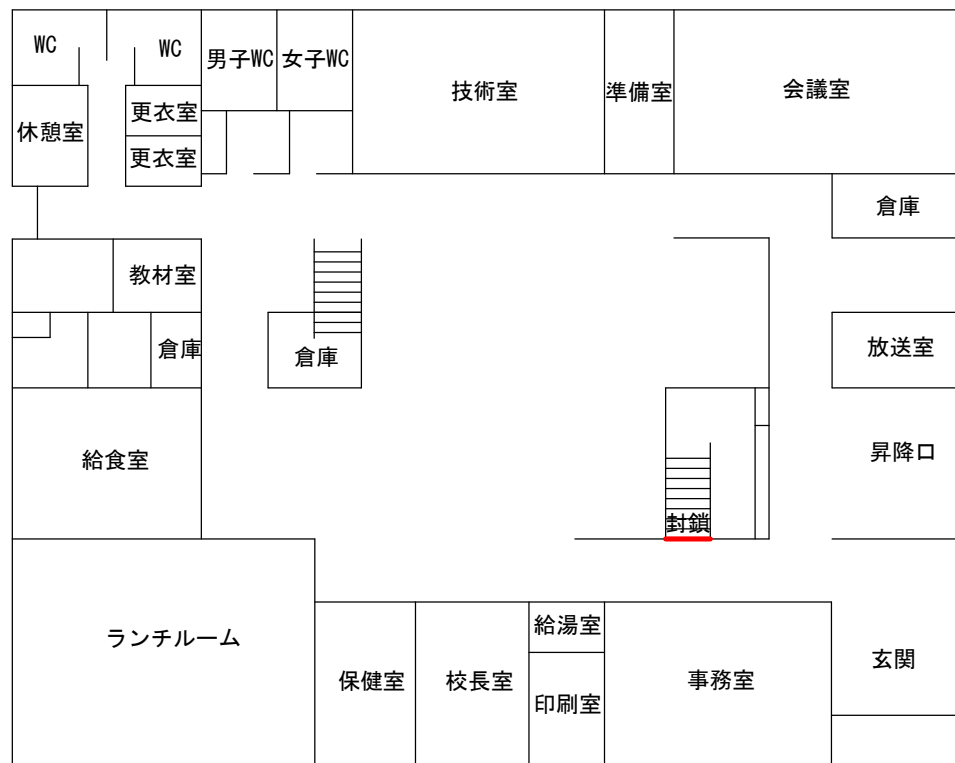 WC
WC
男子WC
女子WC
技術室
準備室
会議室
更衣室
休憩室
更衣室
倉庫
教材室
倉庫
倉庫
放送室
給食室
昇降口
封鎖
ランチルーム
給湯室
保健室
校長室
印刷室
事務室
玄関